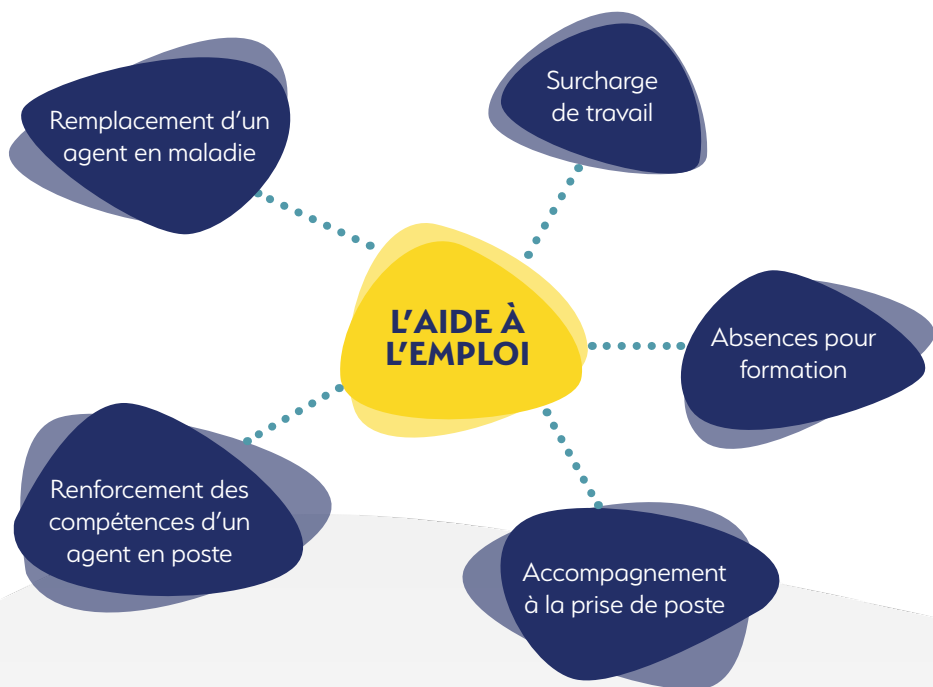 Remplacement d'un
agent en maladie
Surcharge
de travail
L'AIDE À
L'EMPLOI
Absences pour
formation
Renforcement des
compétences d'un
agent en poste
Accompagnement
à la prise de poste